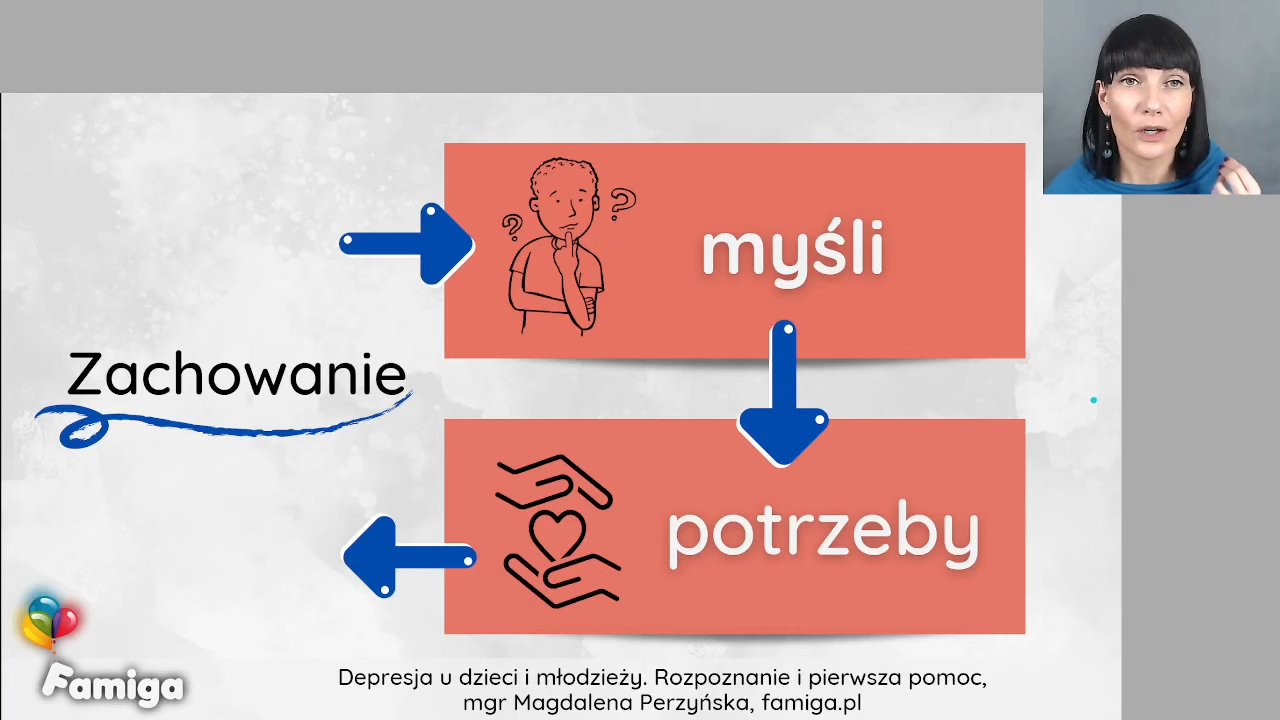 myśli
Zachowanie
potrzeby
Famiga
Depresja u dzieci i młodzieży. Rozpoznanie i pierwsza pomoc,
mgr Magdalena Perzyńska, famiga.pl